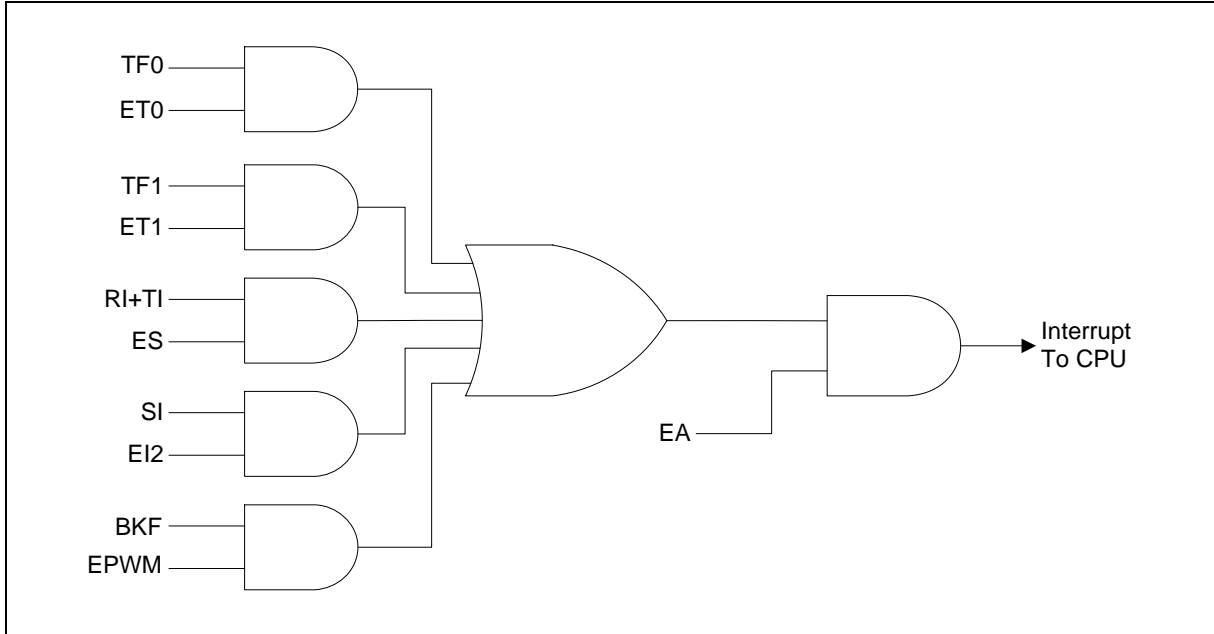 TF0
ET0
TF1
ET1
RI+TI
ES
SI
EI2
BKF
EPWM
EA
Interrupt
To CPU